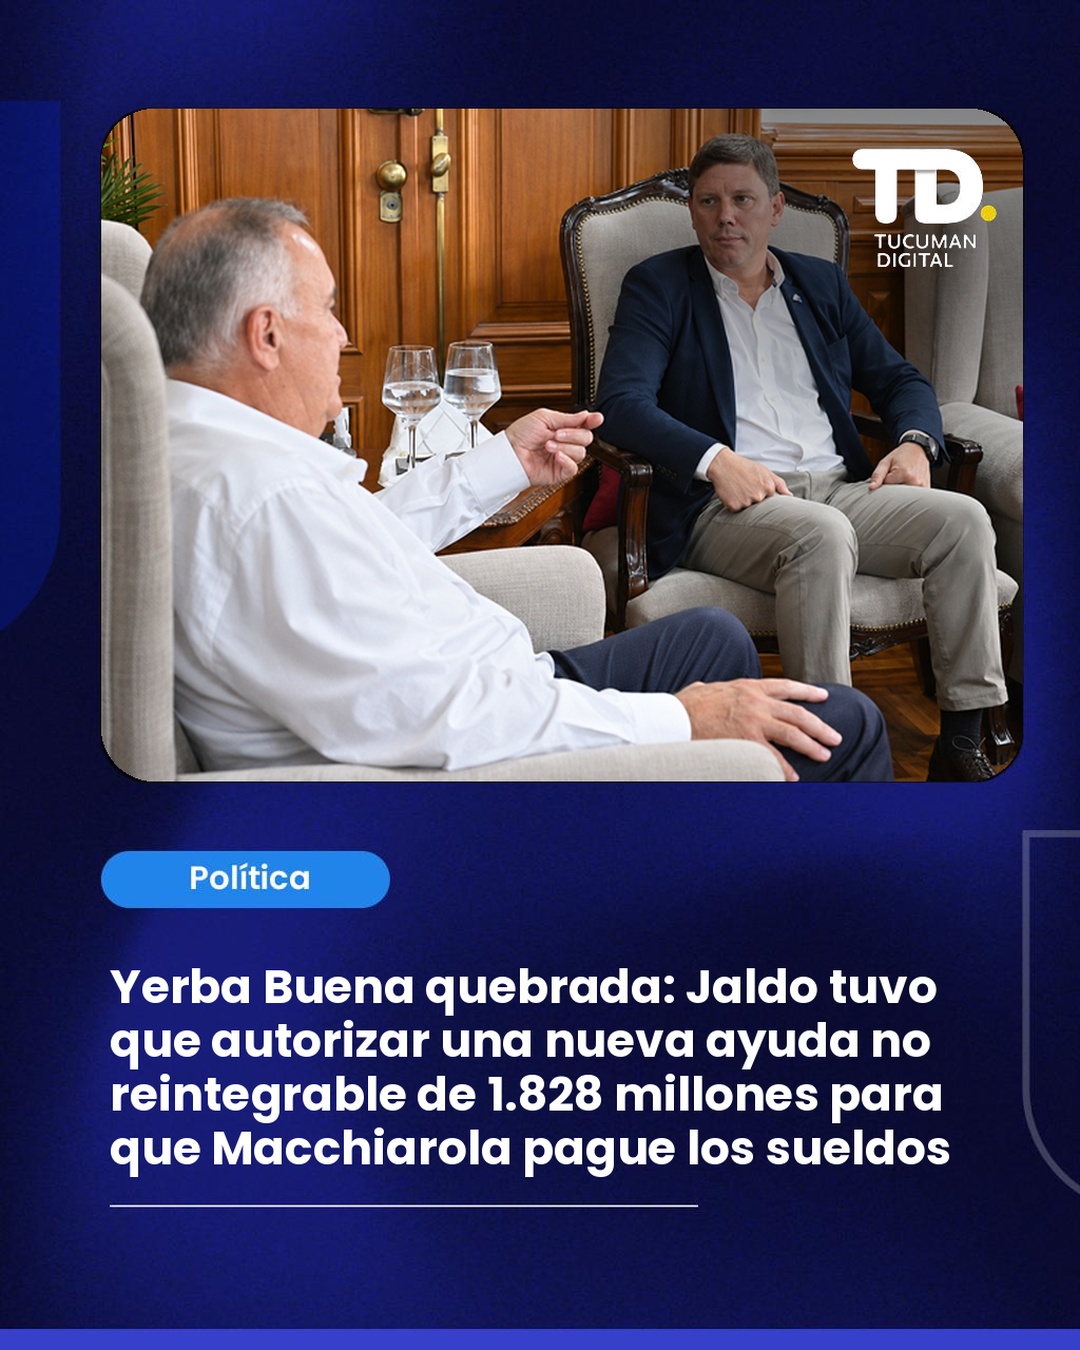 TD.
TUCUMAN
DIGITAL
Política
Yerba Buena quebrada: Jaldo tuvo
que autorizar una nueva ayuda no
reintegrable de 1.828 millones para
que Macchiarola pague los sueldos